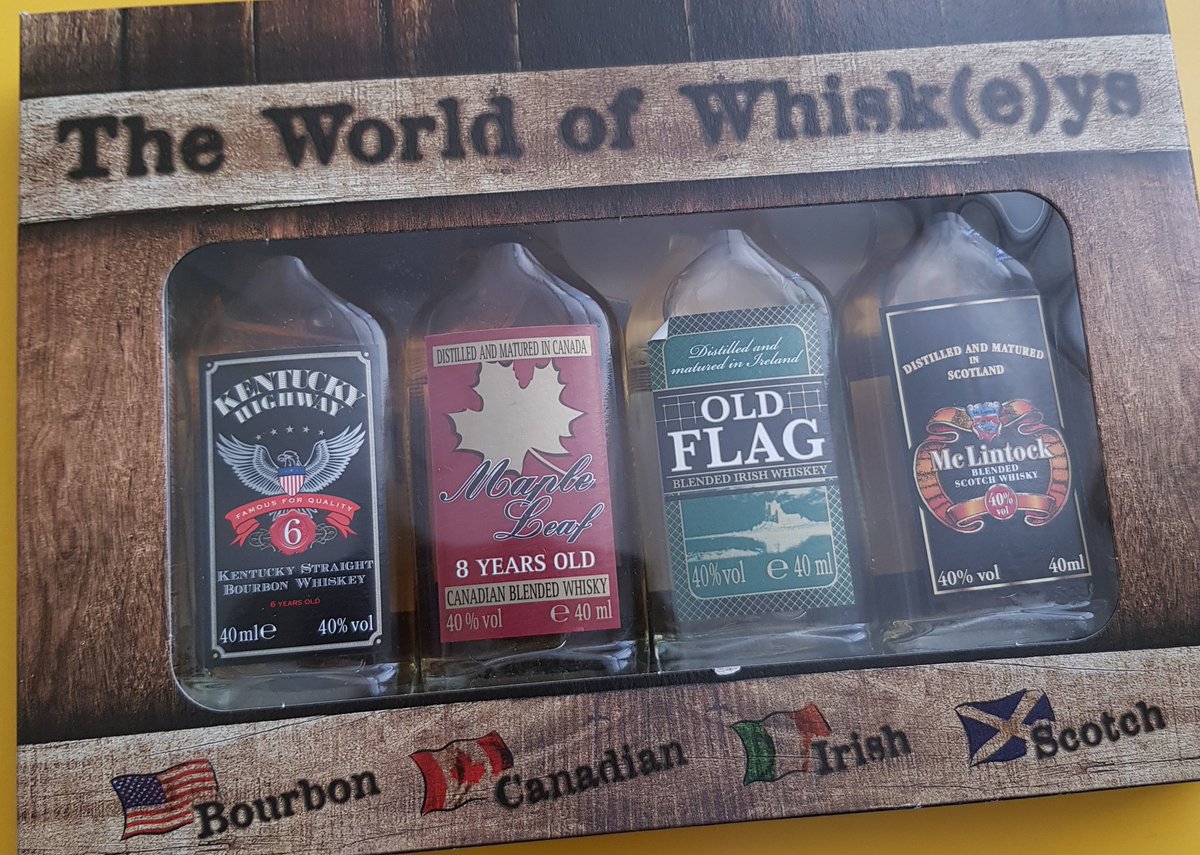 The World of Whisk(e)ys
KENTUCKY
HIGHWAY
FAMOUS FOR QUALITY
6
KENTUCKY STRAIGHT
BOURBON WHISKEY
6 YEARS OLD
40 ml e 40% vol
DISTILLED AND MATURED IN CANADA
Maple
Leaf
8 YEARS OLD
CANADIAN BLENDED WHISKY
40% vol e 40 ml
Distilled and
matured in Ireland
OLD
FLAG
BLENDED IRISH WHISKEY
40% vol e 40 ml
DISTILLED AND MATURED
IN
SCOTLAND
McLintock
BLENDED
SCOTCH WHISKY
40%
vol
40% vol 40ml
Bourbon
Canadian
Irish
Scotch